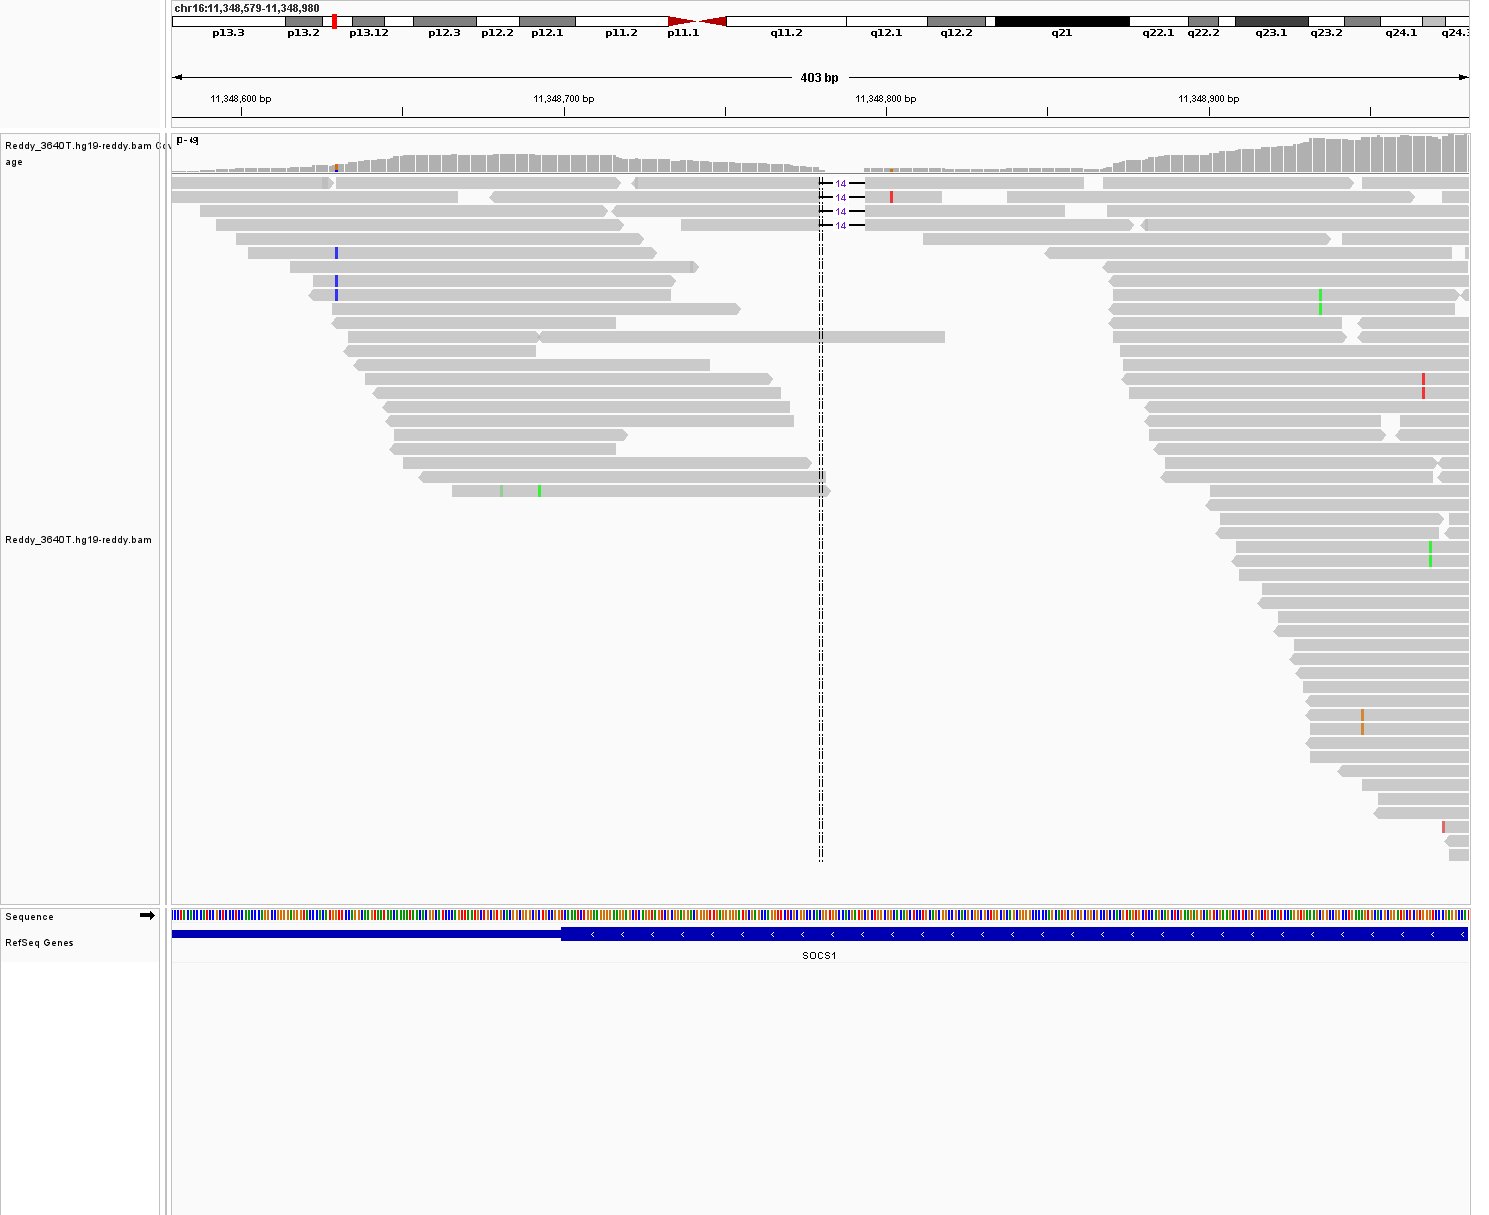 chr16:11,348,579-11,348,980
p13.3 p13.2 p13.12 p12.3 p12.2 p12.1 p11.2 p11.1 q11.2 q12.1 q12.2 q21 q22.1 q22.2 q23.1 q23.2 q24.1 q24.3
403 bp
11,348,600 bp 11,348,700 bp 11,348,800 bp 11,348,900 bp
Reddy_3640T.hg19-reddy.bam Cov
age
14
14
14
14
Reddy_3640T.hg19-reddy.bam
Sequence
RefSeq Genes
SOCS1